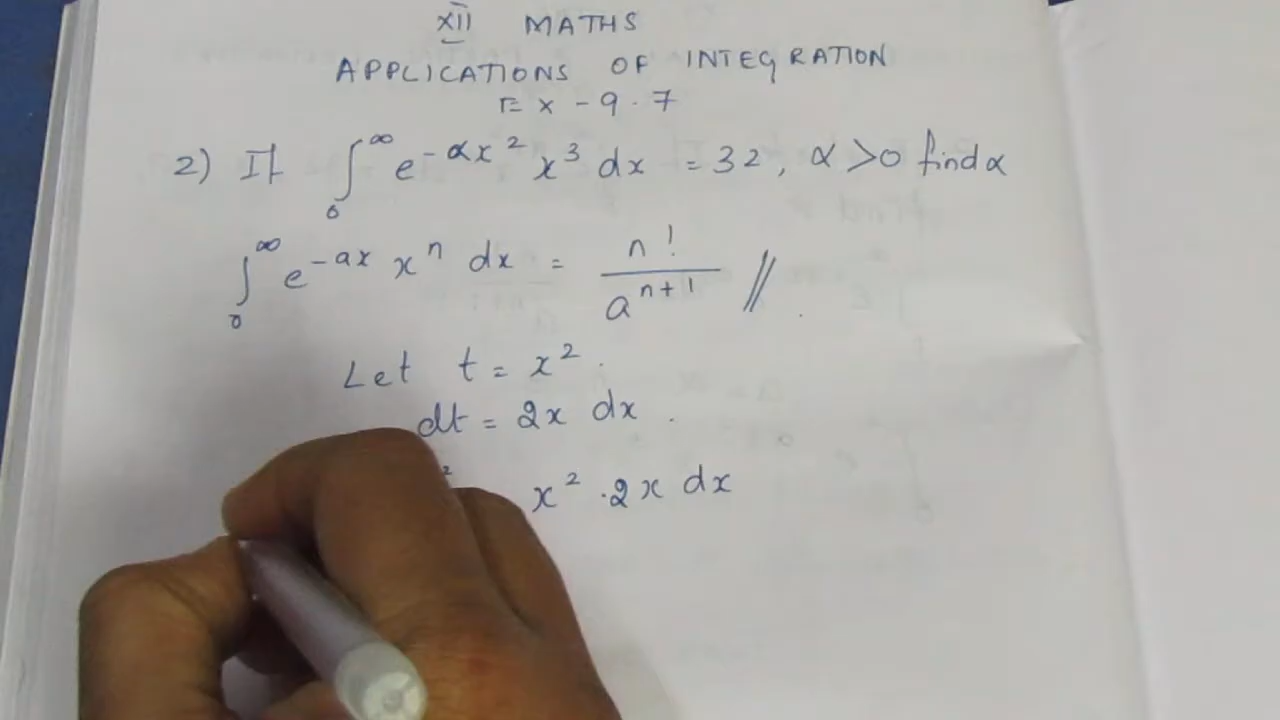 XII MATHS
APPLICATIONS OF INTEGRATION
Ex - 9.7
2) If ∫₀^∞ e^{-αx²} x³ dx = 32, α > 0 find α
∫₀^∞ e^{-ax} xⁿ dx = n! / a^{n+1} //
Let t = x².
dt = 2x dx.
x² · 2x dx